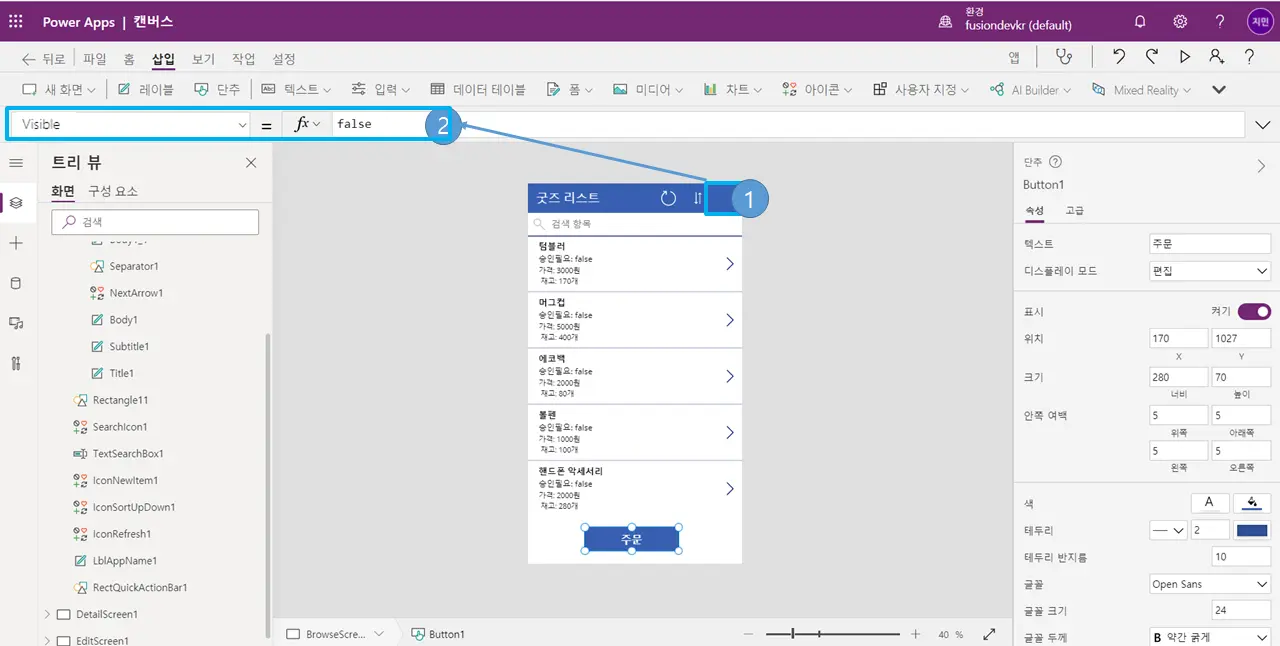 Power Apps | 캔버스
환경
fusiondevkr (default)
지민
뒤로 파일 홈 삽입 보기 작업 설정 앱
새 화면 레이블 단추 텍스트 입력 데이터 테이블 폼 미디어 차트 아이콘 사용자 지정 AI Builder Mixed Reality
Visible = fx false 2
트리 뷰
화면 구성 요소
검색
Separator1
NextArrow1
Body1
Subtitle1
Title1
Rectangle11
SearchIcon1
TextSearchBox1
IconNewItem1
IconSortUpDown1
IconRefresh1
LblAppName1
RectQuickActionBar1
DetailScreen1
EditScreen1
굿즈 리스트 1
검색 항목
텀블러
승인필요: false
가격: 3000원
재고: 170개
머그컵
승인필요: false
가격: 5000원
재고: 400개
에코백
승인필요: false
가격: 2000원
재고: 80개
볼펜
승인필요: false
가격: 1000원
재고: 100개
핸드폰 악세서리
승인필요: false
가격: 2000원
재고: 280개
주문
BrowseScre... Button1 40 %
단추
Button1
속성 고급
텍스트 주문
디스플레이 모드 편집
표시 켜기
위치 170 1027
X Y
크기 280 70
너비 높이
안쪽 여백 5 5
위쪽 아래쪽
5 5
왼쪽 오른쪽
색 A
테두리 2
테두리 반지름 10
글꼴 Open Sans
글꼴 크기 24
글꼴 두께 B 약간 굵게